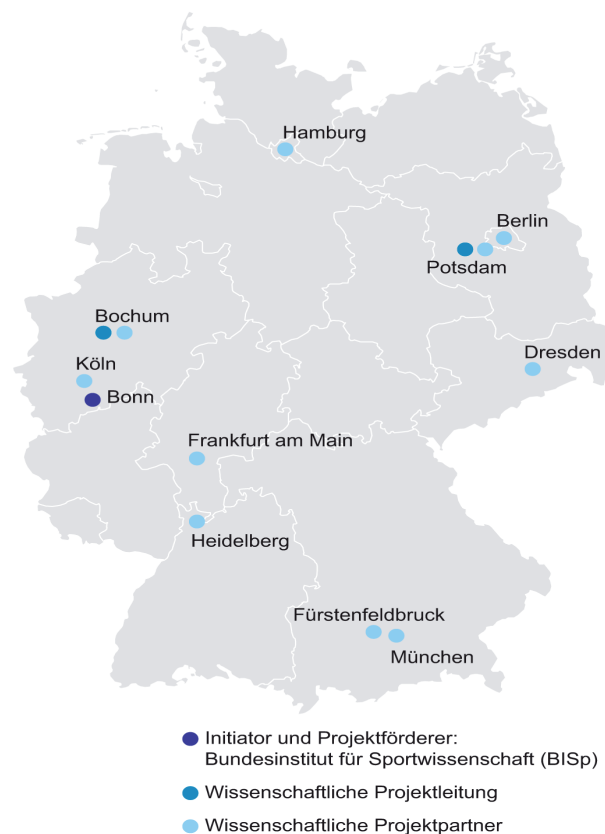 Hamburg
Berlin
Potsdam
Bochum
Dresden
Köln
Bonn
Frankfurt am Main
Heidelberg
Fürstenfeldbruck
München
Initiator und Projektförderer:
Bundesinstitut für Sportwissenschaft (BISp)
Wissenschaftliche Projektleitung
Wissenschaftliche Projektpartner